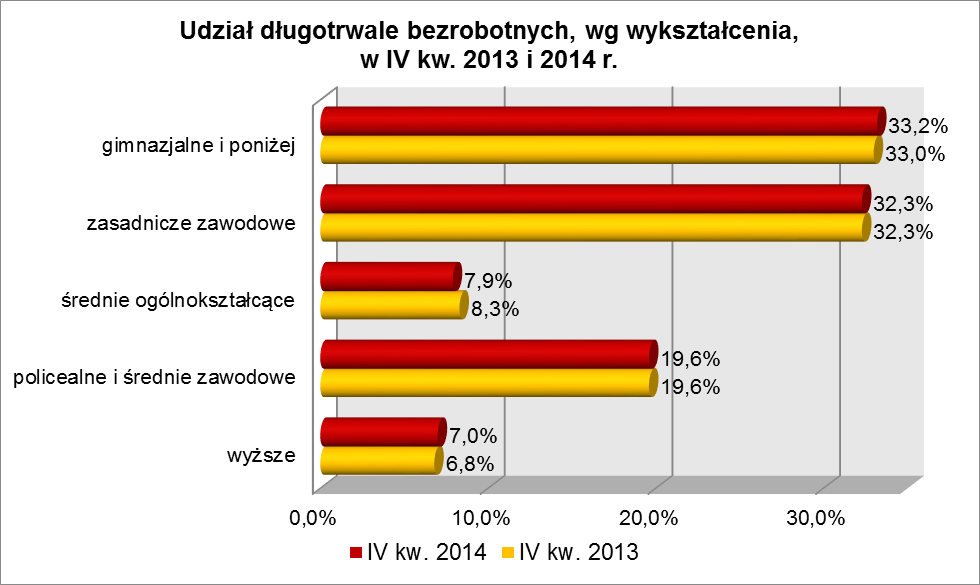 Udział długotrwale bezrobotnych, wg wykształcenia,
w IV kw. 2013 i 2014 r.
gimnazjalne i poniżej
33,2%
33,0%
zasadnicze zawodowe
32,3%
32,3%
średnie ogólnokształcące
7,9%
8,3%
policealne i średnie zawodowe
19,6%
19,6%
wyższe
7,0%
6,8%
0,0%
10,0%
20,0%
30,0%
IV kw. 2014
IV kw. 2013